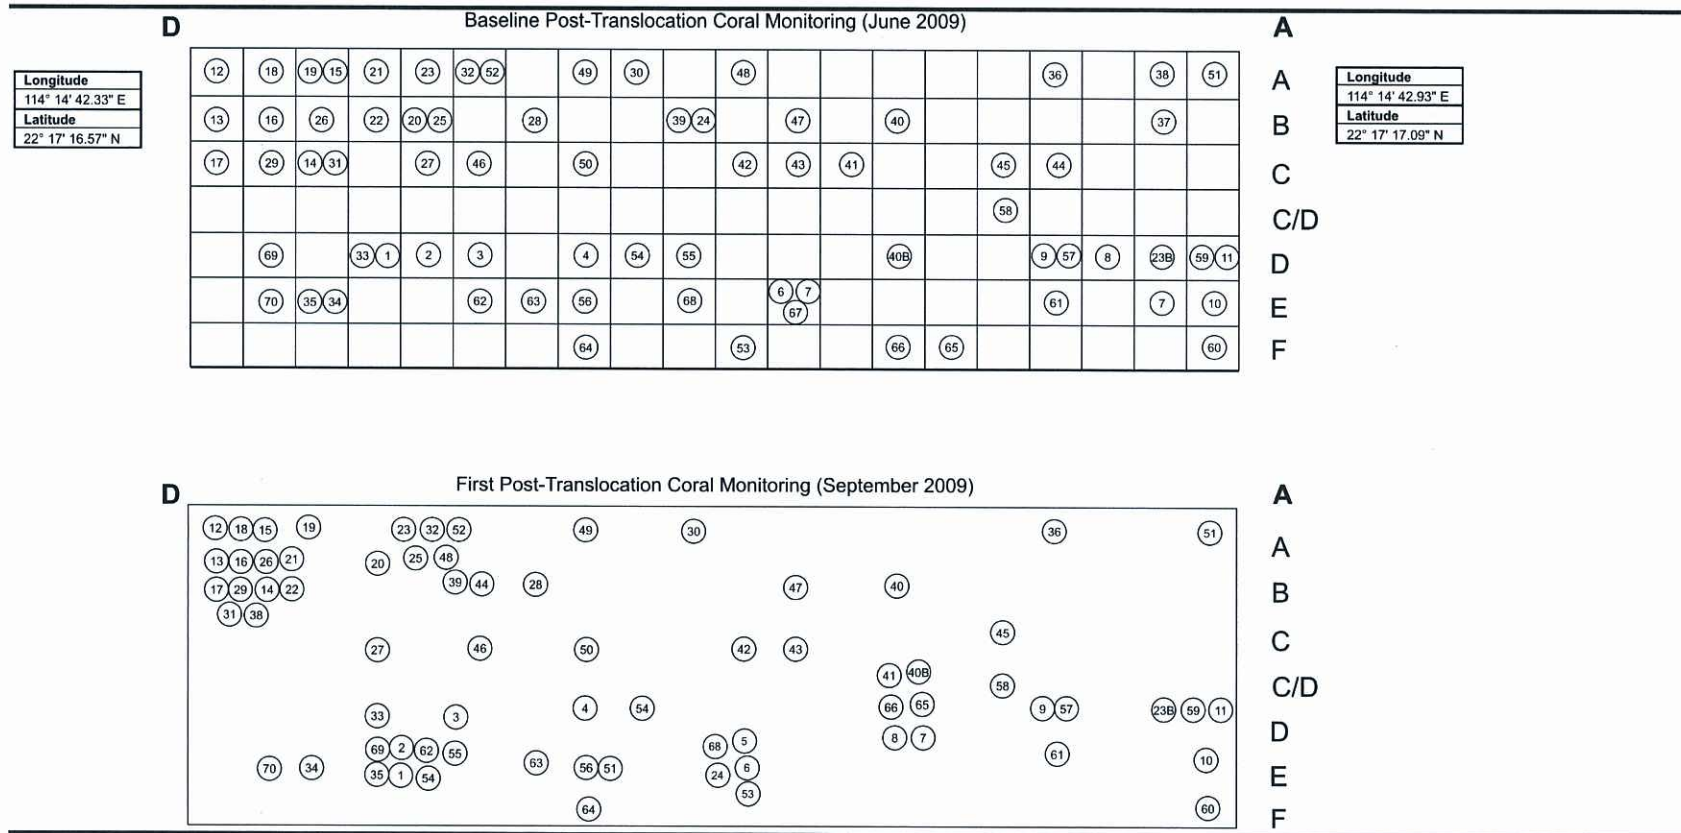 Baseline Post-Translocation Coral Monitoring (June 2009)
D
A
Longitude
114° 14' 42.33" E
Latitude
22° 17' 16.57" N
Longitude
114° 14' 42.93" E
Latitude
22° 17' 17.09" N
12 18 19 15 21 23 32 52 49 30 48 36 38 51 A
13 16 26 22 20 25 28 39 24 47 40 37 B
17 29 14 31 27 46 50 42 43 41 45 44 C
58 C/D
69 33 1 2 3 4 54 55 40B 9 57 8 23B 59 11 D
70 35 34 62 63 56 68 6 7 67 61 7 10 E
64 53 66 65 60 F
First Post-Translocation Coral Monitoring (September 2009)
D
A
12 18 15 19 23 32 52 49 30 36 51
A
13 16 26 21 20 25 48
17 29 14 22 39 44 28 47 40 B
31 38
27 46 50 42 43 45 C
41 40B 58 C/D
33 3 4 54 66 65 9 57 23B 59 11
69 2 62 55 68 5 8 7 D
70 34 35 1 54 63 56 51 24 6 61 10 E
53
64 60 F